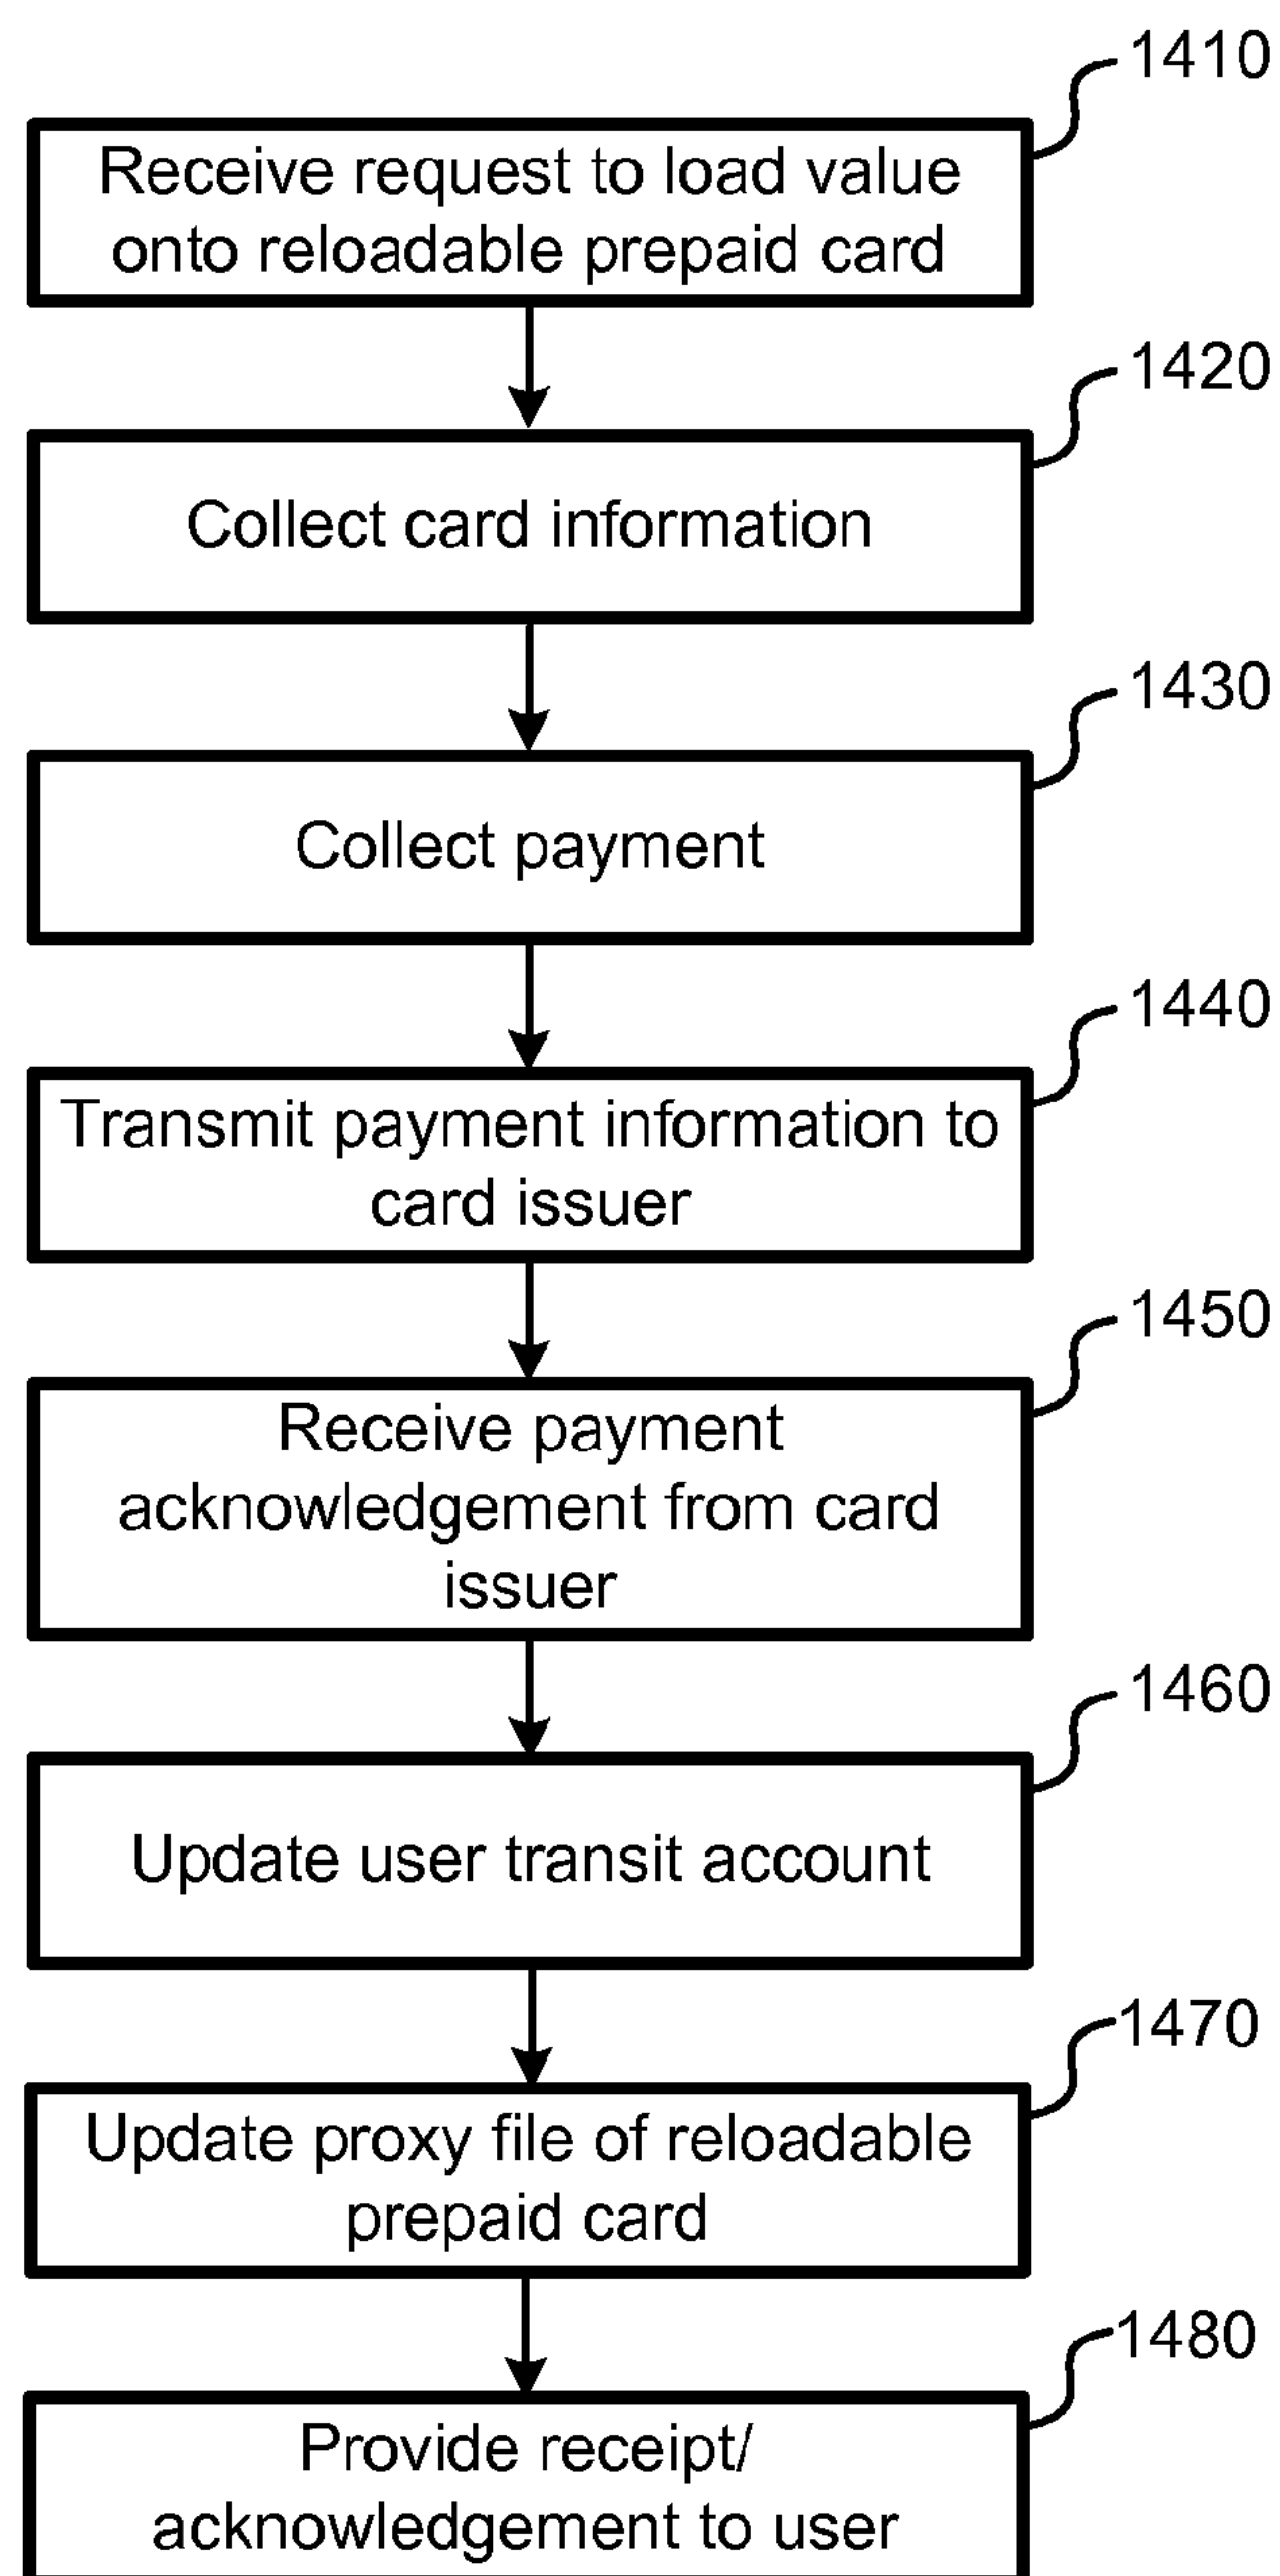 1410
Receive request to load value
onto reloadable prepaid card
1420
Collect card information
1430
Collect payment
1440
Transmit payment information to
card issuer
1450
Receive payment
acknowledgement from card
issuer
1460
Update user transit account
1470
Update proxy file of reloadable
prepaid card
1480
Provide receipt/
acknowledgement to user